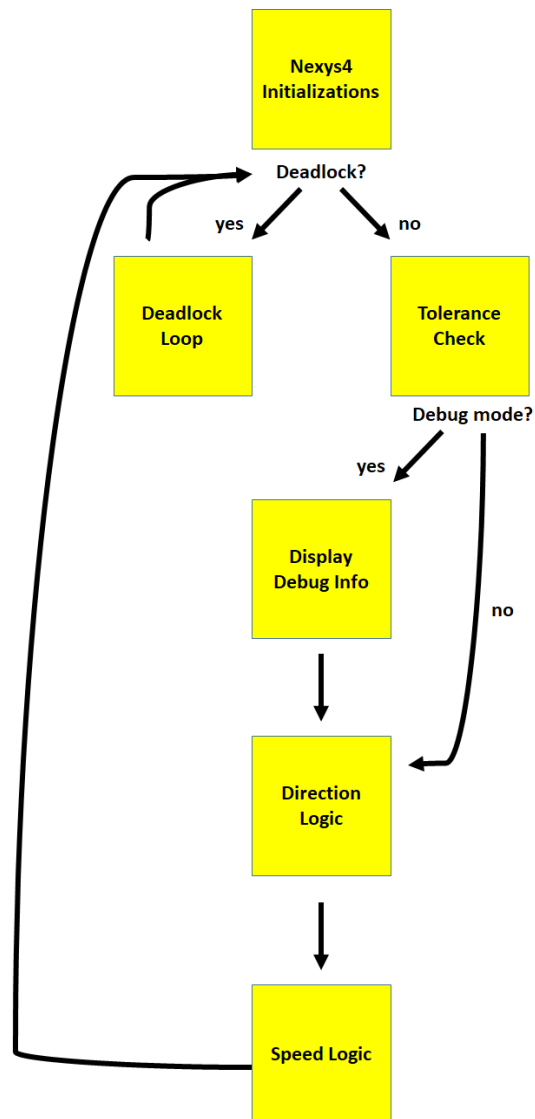 Nexys4
Initializations
Deadlock?
yes
no
Deadlock
Loop
Tolerance
Check
Debug mode?
yes
Display
Debug Info
no
Direction
Logic
Speed Logic